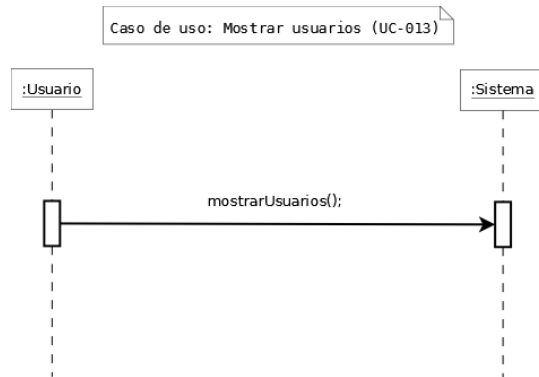 Caso de uso: Mostrar usuarios (UC-013)
:Usuario
:Sistema
mostrarUsuarios();